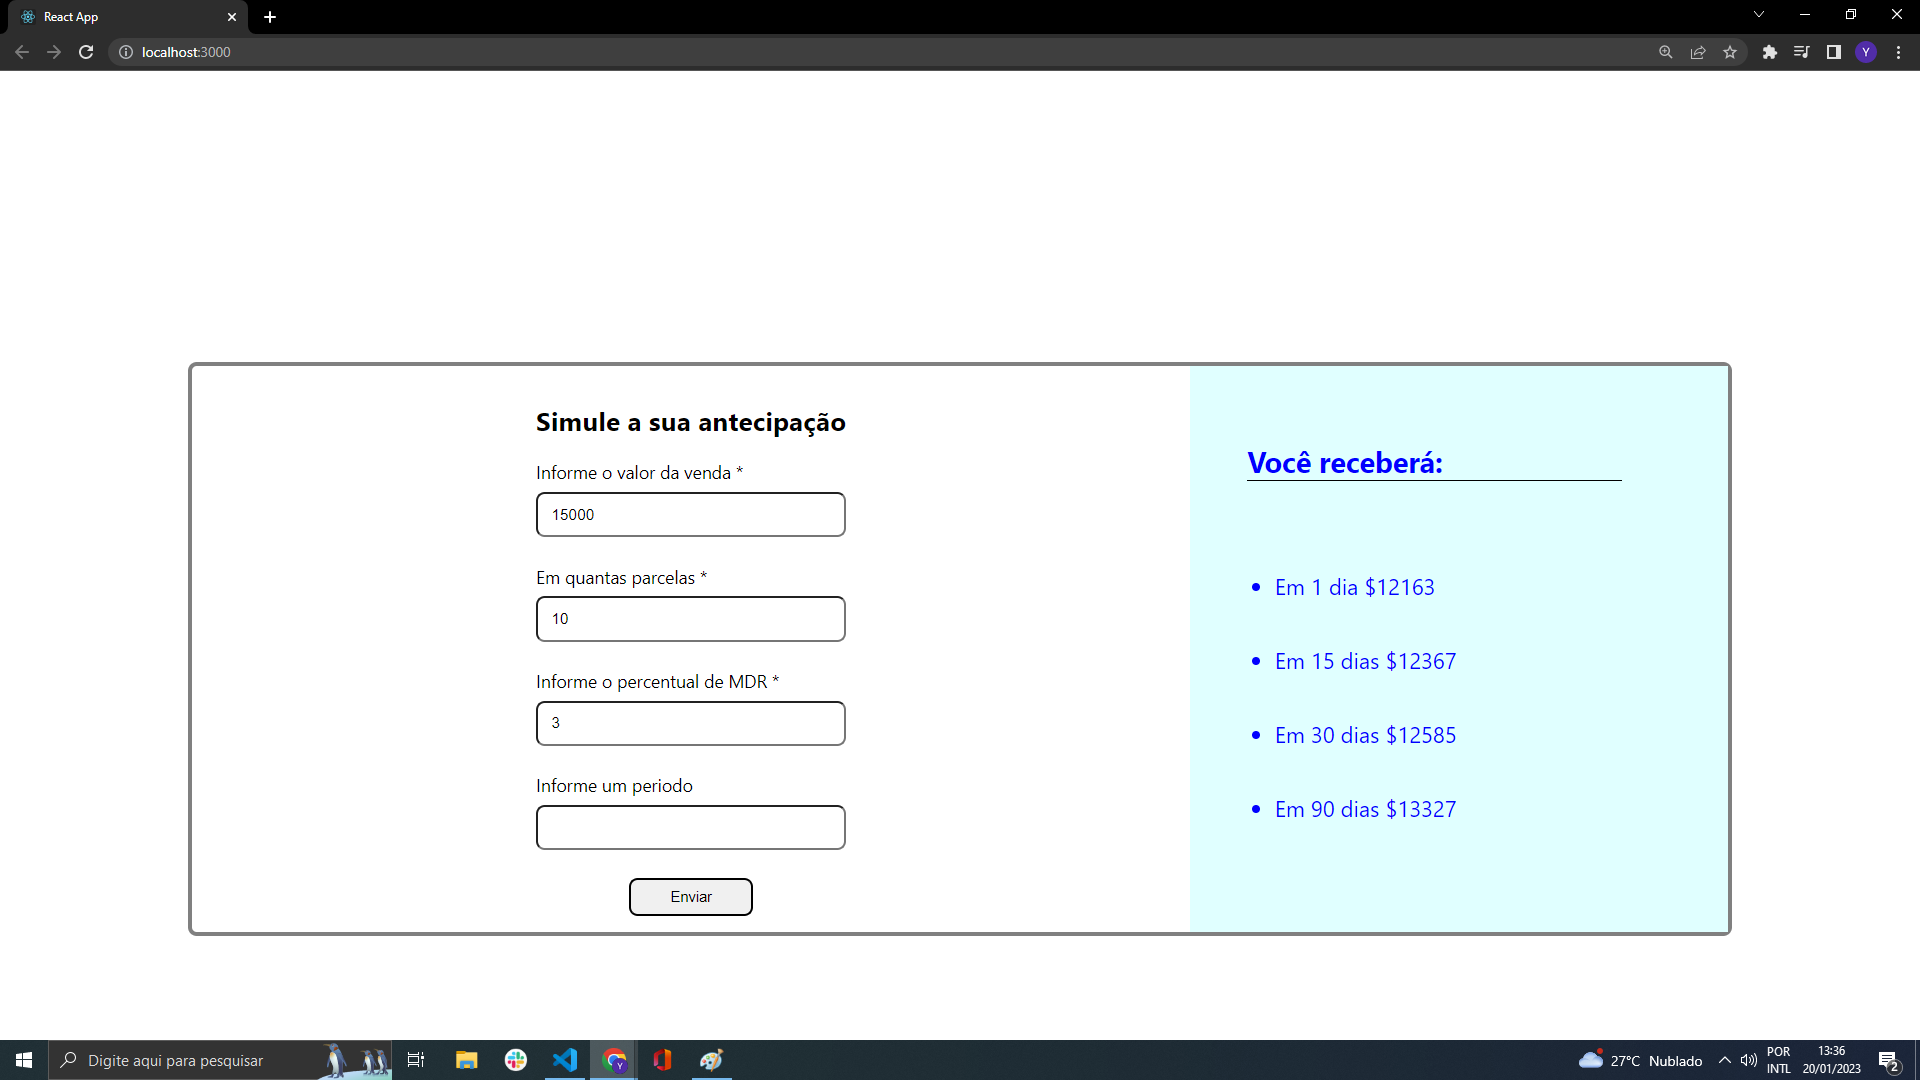 React App
localhost:3000
Y
Simule a sua antecipação
Informe o valor da venda *
15000
Em quantas parcelas *
10
Informe o percentual de MDR *
3
Informe um periodo
Enviar
Você receberá:
Em 1 dia $12163
Em 15 dias $12367
Em 30 dias $12585
Em 90 dias $13327
Digite aqui para pesquisar
Y
27°C Nublado
POR
INTL
13:36
20/01/2023
2